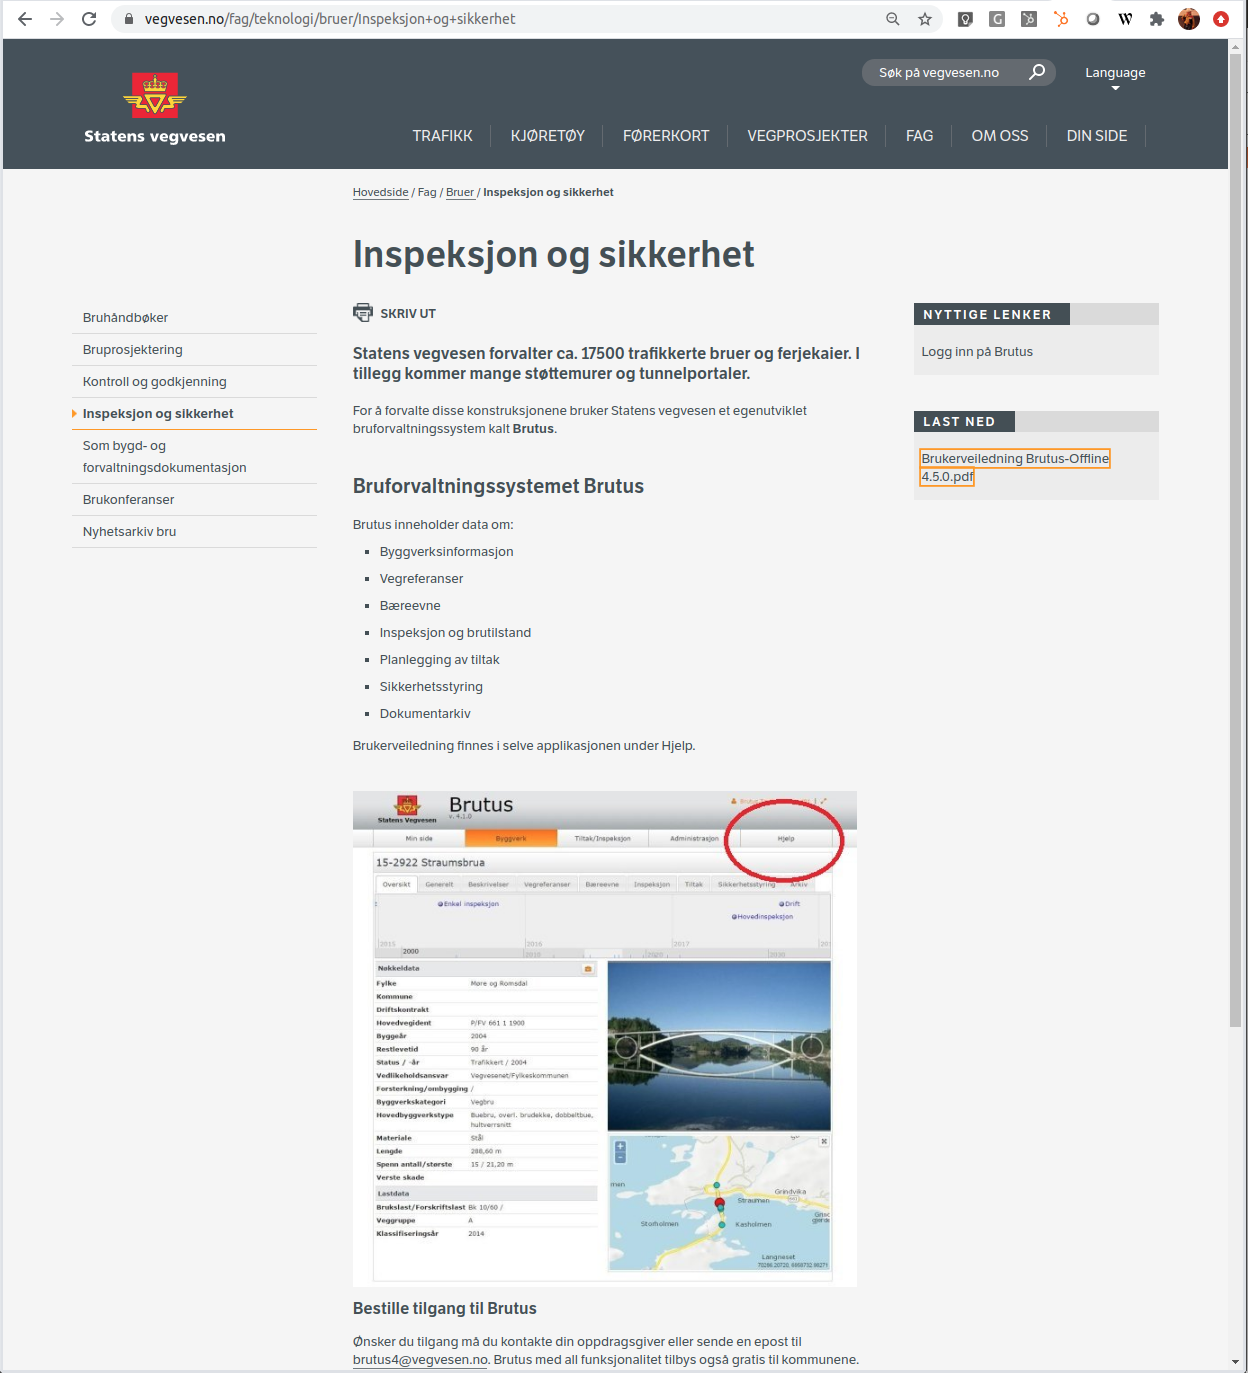 vegvesen.no/fag/teknologi/bruer/Inspeksjon+og+sikkerhet
Søk på vegvesen.no
Language
Statens vegvesen
TRAFIKK
KJØRETØY
FØRERKORT
VEGPROSJEKTER
FAG
OM OSS
DIN SIDE
Hovedside / Fag / Bruer / Inspeksjon og sikkerhet
Inspeksjon og sikkerhet
Bruhåndbøker
Bruprosjektering
Kontroll og godkjenning
Inspeksjon og sikkerhet
Som bygd- og
forvaltningsdokumentasjon
Brukonferanser
Nyhetsarkiv bru
SKRIV UT
Statens vegvesen forvalter ca. 17500 trafikkerte bruer og ferjekaier. I
tillegg kommer mange støttemurer og tunnelportaler.
For å forvalte disse konstruksjonene bruker Statens vegvesen et egenutviklet
bruforvaltningssystem kalt Brutus.
Bruforvaltningssystemet Brutus
Brutus inneholder data om:
Byggverksinformasjon
Vegreferanser
Bæreevne
Inspeksjon og brutilstand
Planlegging av tiltak
Sikkerhetsstyring
Dokumentarkiv
Brukerveiledning finnes i selve applikasjonen under Hjelp.
Statens Vegvesen
Brutus
v. 4.1.0
Min side
Byggverk
Tiltak/Inspeksjon
Administrasjon
Hjelp
15-2922 Straumsbrua
Oversikt
Generelt
Beskrivelser
Vegreferanser
Bæreevne
Inspeksjon
Tiltak
Sikkerhetsstyring
Arkiv
Enkel inspeksjon
Drift
Hovedinspeksjon
2015
2016
2017
2000
2010
2020
2030
Nøkkeldata
Fylke Møre og Romsdal
Kommune
Driftskontrakt
Hovedvegident P/FV 661 1 1900
Byggeår 2004
Restlevetid 90 år
Status / -år Trafikkert / 2004
Vedlikeholdsansvar Vegvesenet/Fylkeskommunen
Forsterkning/ombygging /
Byggverkskategori Vegbru
Hovedbyggverkstype Buebru, overl. brudekke, dobbeltbue,
hultverrsnitt
Materiale Stål
Lengde 288,60 m
Spenn antall/største 15 / 21,20 m
Verste skade
Lastdata
Brukslast/Forskriftslast Bk 10/60 /
Veggruppe A
Klassifiseringsår 2014
Grindvika
Straumen
Storholmen
Kasholmen
Langneset
Bestille tilgang til Brutus
Ønsker du tilgang må du kontakte din oppdragsgiver eller sende en epost til
brutus4@vegvesen.no. Brutus med all funksjonalitet tilbys også gratis til kommunene.
NYTTIGE LENKER
Logg inn på Brutus
LAST NED
Brukerveiledning Brutus-Offline
4.5.0.pdf